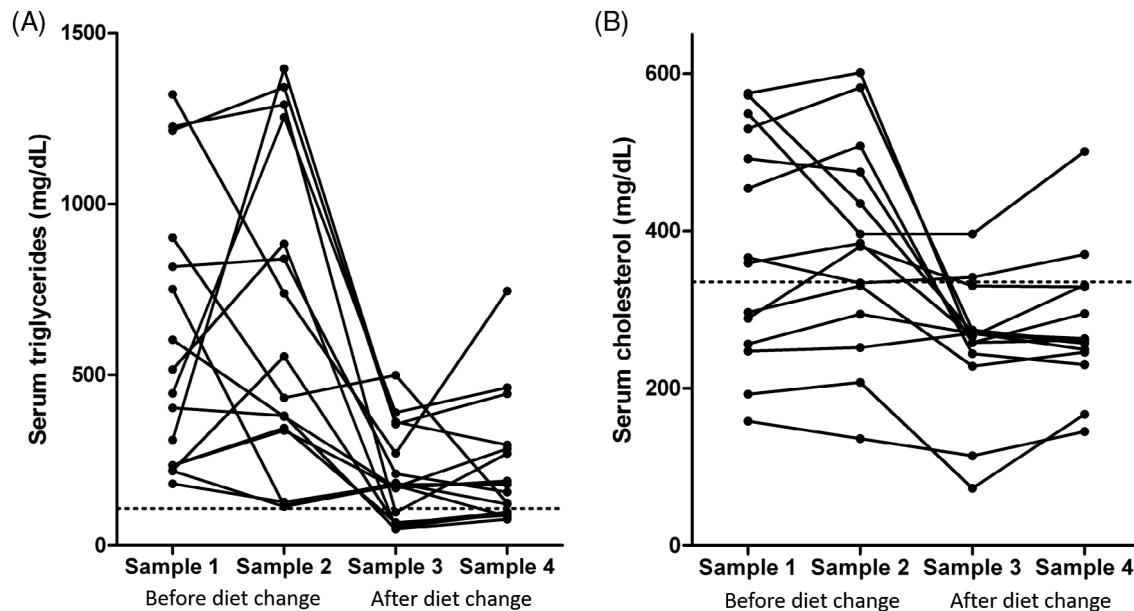 (A)
Serum triglycerides (mg/dL)
1500
1000
500
0
Sample 1 Sample 2 Sample 3 Sample 4
Before diet change After diet change
(B)
Serum cholesterol (mg/dL)
600
400
200
0
Sample 1 Sample 2 Sample 3 Sample 4
Before diet change After diet change